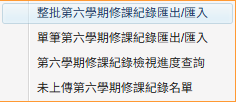 整批第六學期修課紀錄匯出/匯入
單筆第六學期修課紀錄匯出/匯入
第六學期修課紀錄檢視進度查詢
未上傳第六學期修課紀錄名單